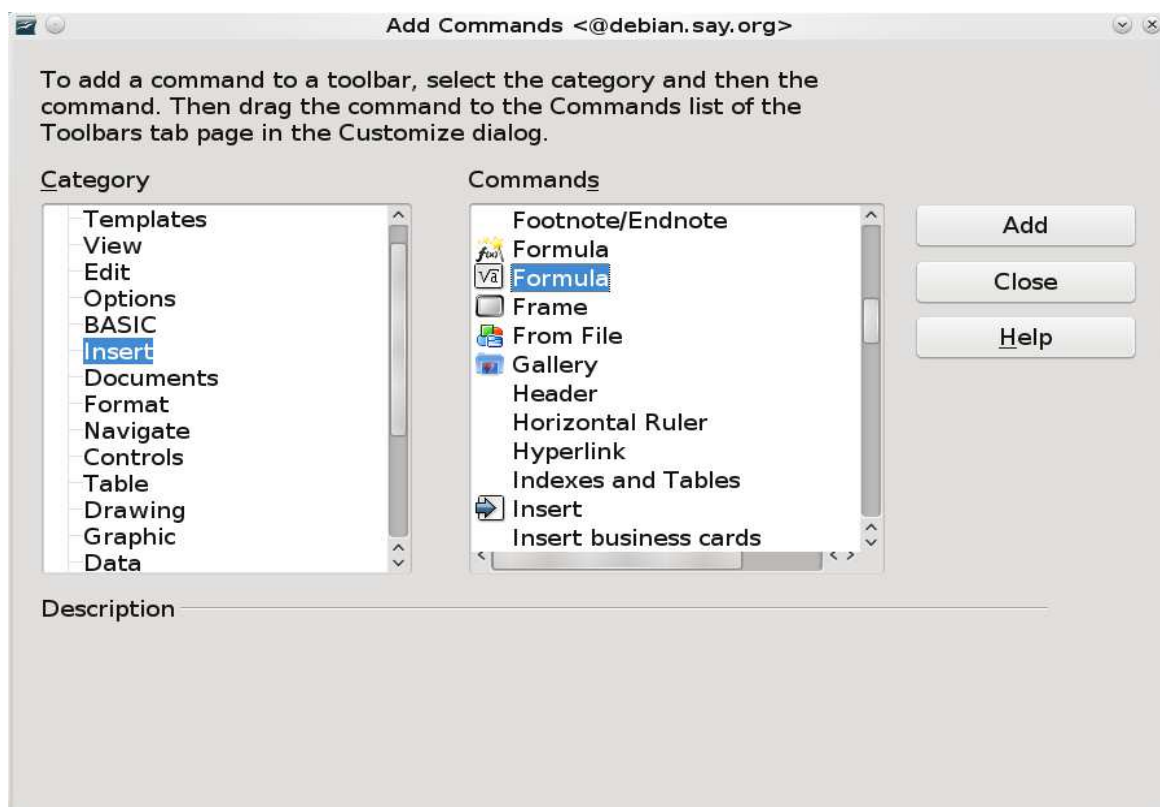 Add Commands <@debian.say.org>
To add a command to a toolbar, select the category and then the
command. Then drag the command to the Commands list of the
Toolbars tab page in the Customize dialog.
Category
Templates
View
Edit
Options
BASIC
Insert
Documents
Format
Navigate
Controls
Table
Drawing
Graphic
Data
Commands
Footnote/Endnote
f(x) Formula
√a Formula
Frame
From File
Gallery
Header
Horizontal Ruler
Hyperlink
Indexes and Tables
Insert
Insert business cards
Add
Close
Help
Description